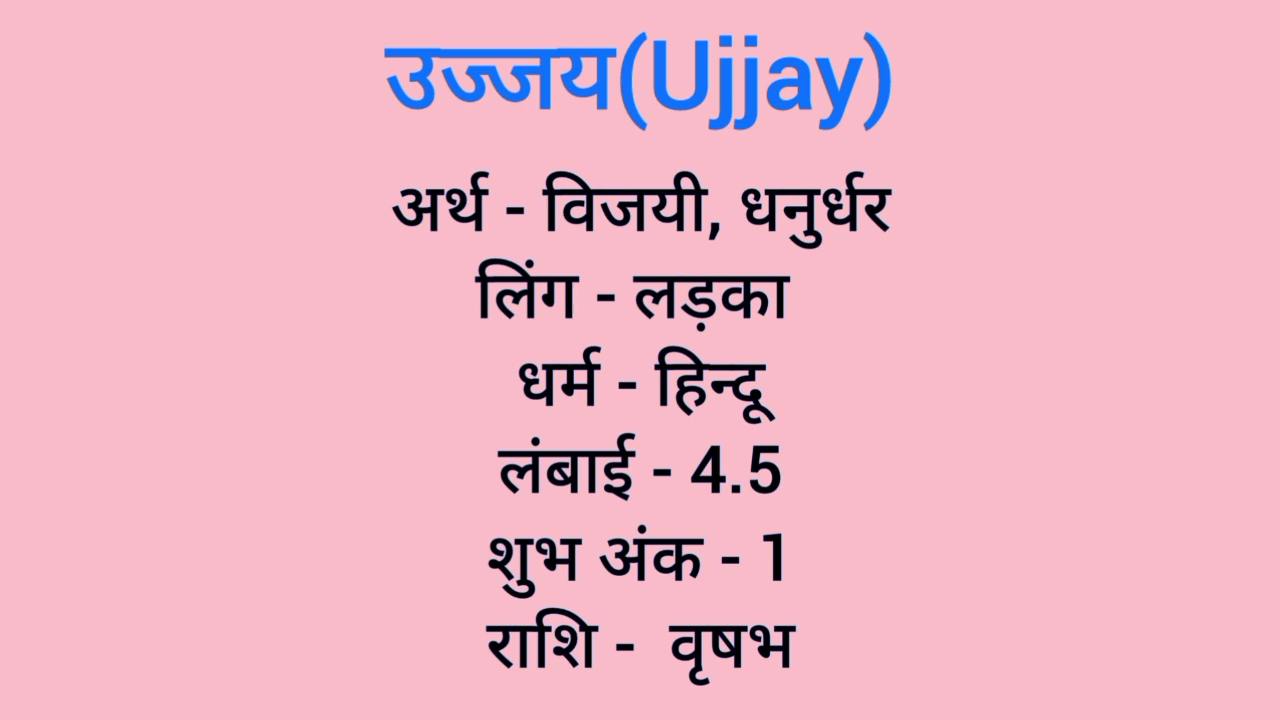 उज्जय(Ujjay)
अर्थ - विजयी, धनुर्धर
लिंग - लड़का
धर्म - हिन्दू
लंबाई - 4.5
शुभ अंक - 1
राशि - वृषभ